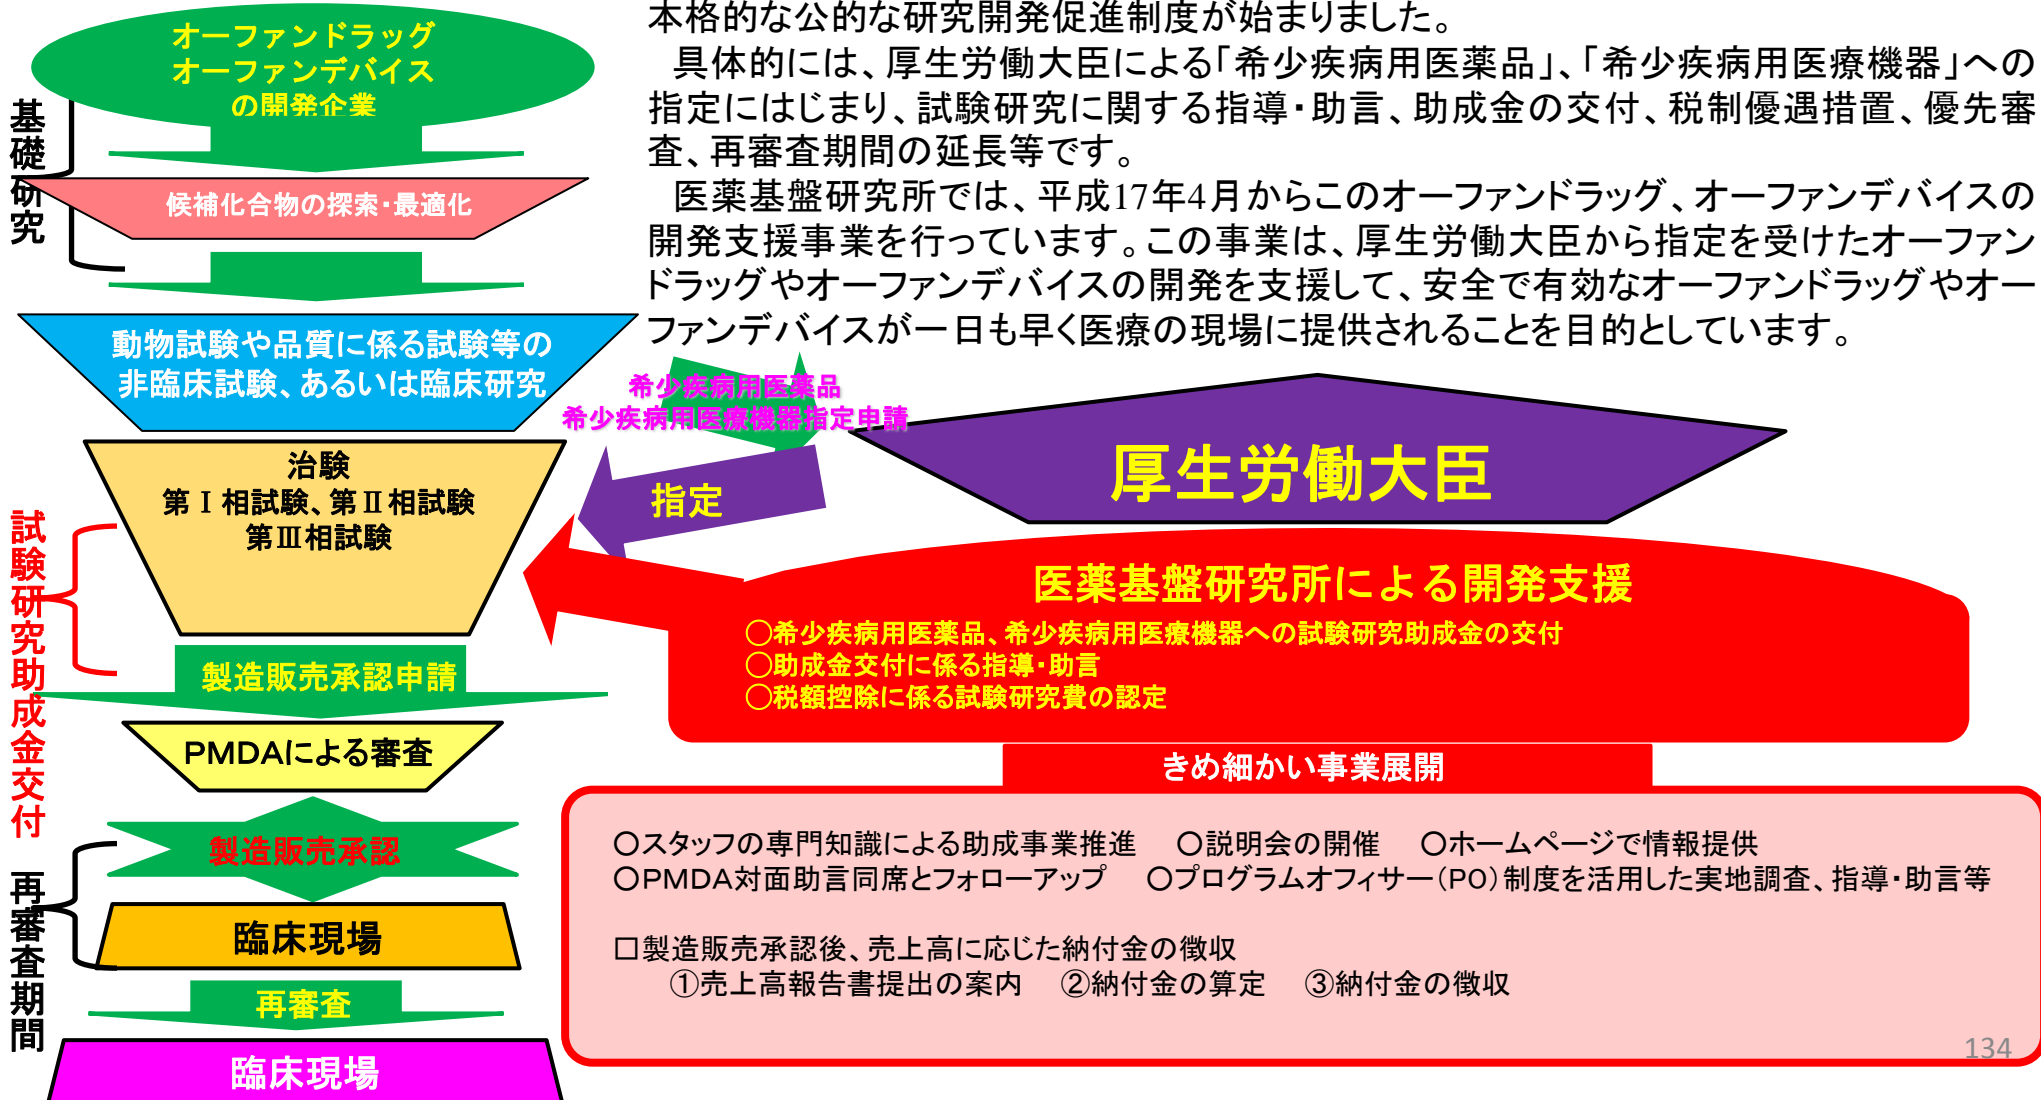 オーファンドラッグ
オーファンデバイス
の開発企業
基礎研究
候補化合物の探索・最適化
動物試験や品質に係る試験等の
非臨床試験、あるいは臨床研究
治験
第Ⅰ相試験、第Ⅱ相試験
第Ⅲ相試験
試験研究助成金交付
製造販売承認申請
PMDAによる審査
製造販売承認
再審査期間
臨床現場
再審査
臨床現場
本格的な公的な研究開発促進制度が始まりました。
具体的には、厚生労働大臣による「希少疾病用医薬品」、「希少疾病用医療機器」への
指定にはじまり、試験研究に関する指導・助言、助成金の交付、税制優遇措置、優先審
査、再審査期間の延長等です。
医薬基盤研究所では、平成17年4月からこのオーファンドラッグ、オーファンデバイスの
開発支援事業を行っています。この事業は、厚生労働大臣から指定を受けたオーファン
ドラッグやオーファンデバイスの開発を支援して、安全で有効なオーファンドラッグやオー
ファンデバイスが一日も早く医療の現場に提供されることを目的としています。
希少疾病用医薬品
希少疾病用医療機器指定申請
指定
厚生労働大臣
医薬基盤研究所による開発支援
○希少疾病用医薬品、希少疾病用医療機器への試験研究助成金の交付
○助成金交付に係る指導・助言
○税額控除に係る試験研究費の認定
きめ細かい事業展開
○スタッフの専門知識による助成事業推進　○説明会の開催　○ホームページで情報提供
○PMDA対面助言同席とフォローアップ　○プログラムオフィサー（PO）制度を活用した実地調査、指導・助言等
□製造販売承認後、売上高に応じた納付金の徴収
①売上高報告書提出の案内　②納付金の算定　③納付金の徴収
134